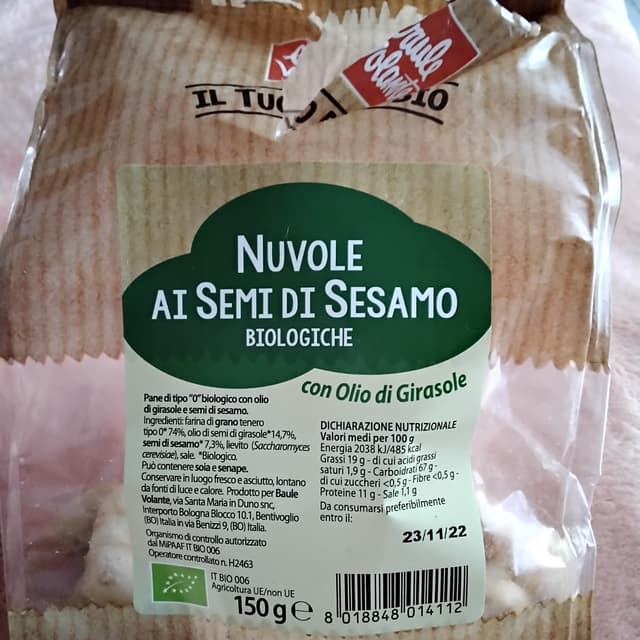 Baule
Volante
IL TUO
BIO
NUVOLE
AI SEMI DI SESAMO
BIOLOGICHE
con Olio di Girasole
Pane di tipo "0" biologico con olio
di girasole e semi di sesamo.
Ingredienti: farina di grano tenero
tipo 0* 74%, olio di semi di girasole*14,7%,
semi di sesamo* 7,3%, lievito (Saccharomyces
cerevisiae), sale. *Biologico.
Può contenere soia e senape.
Conservare in luogo fresco e asciutto, lontano
da fonti di luce e calore. Prodotto per Baule
Volante, via Santa Maria in Duno snc,
Interporto Bologna Blocco 10.1, Bentivoglio
(BO) Italia in via Benizzi 9, (BO), Italia.
Organismo di controllo autorizzato
dal MiPAAF IT BIO 006
Operatore controllato n. H2463
IT BIO 006
Agricoltura UE/non UE
150 g e
DICHIARAZIONE NUTRIZIONALE
Valori medi per 100 g
Energia 2038 kJ/485 kcal
Grassi 19 g - di cui acidi grassi
saturi 1,9 g - Carboidrati 67 g -
di cui zuccheri <0,5 g - Fibre <0,5 g -
Proteine 11 g - Sale 1,1 g
Da consumarsi preferibilmente
entro il:
23/11/22
8 018848 014112